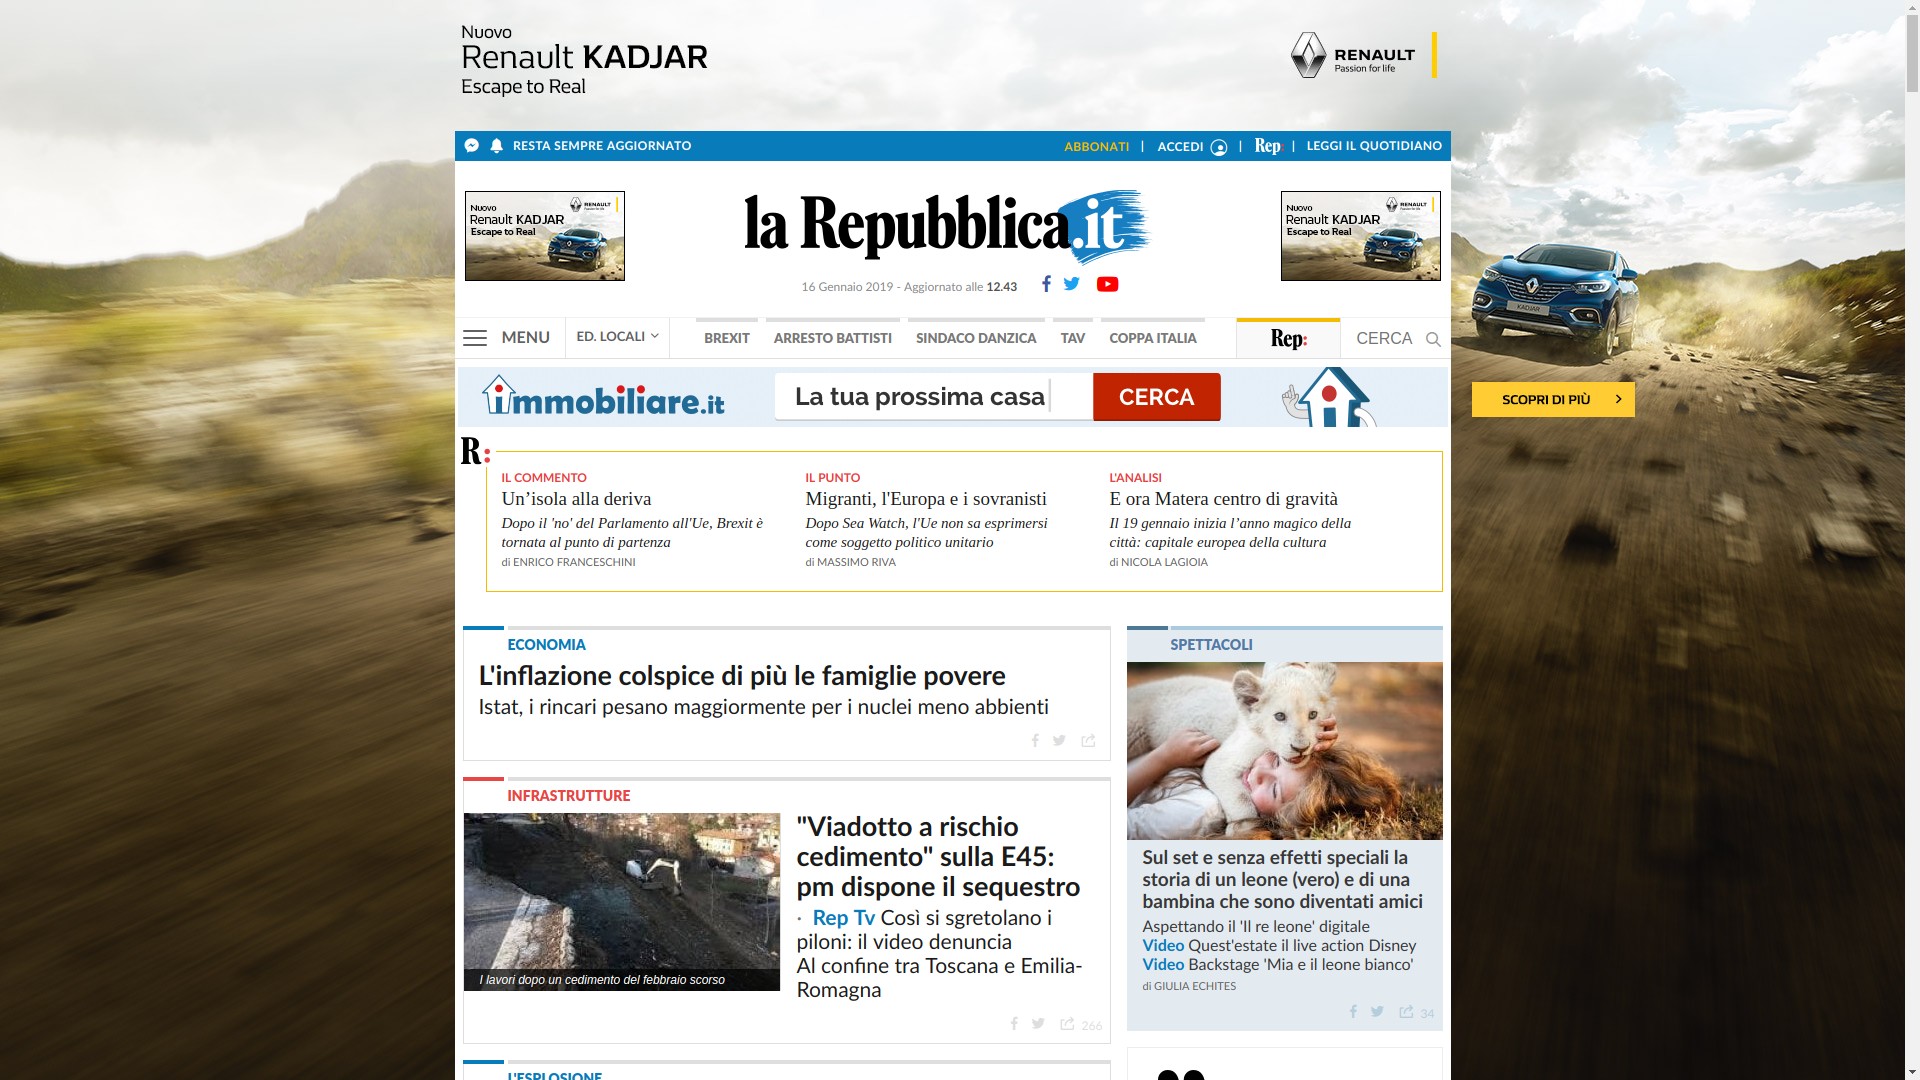 Nuovo
Renault KADJAR
Escape to Real
RENAULT
Passion for life
RESTA SEMPRE AGGIORNATO
ABBONATI | ACCEDI | Rep: | LEGGI IL QUOTIDIANO
Nuovo
Renault KADJAR
Escape to Real
RENAULT
la Repubblica.it
Nuovo
Renault KADJAR
Escape to Real
RENAULT
16 Gennaio 2019 - Aggiornato alle 12.43
KADJAR
MENU
ED. LOCALI
BREXIT
ARRESTO BATTISTI
SINDACO DANZICA
TAV
COPPA ITALIA
Rep:
CERCA
immobiliare.it
La tua prossima casa
CERCA
SCOPRI DI PIÙ
R:
IL COMMENTO
Un’isola alla deriva
Dopo il 'no' del Parlamento all'Ue, Brexit è
tornata al punto di partenza
di ENRICO FRANCESCHINI
IL PUNTO
Migranti, l'Europa e i sovranisti
Dopo Sea Watch, l'Ue non sa esprimersi
come soggetto politico unitario
di MASSIMO RIVA
L'ANALISI
E ora Matera centro di gravità
Il 19 gennaio inizia l’anno magico della
città: capitale europea della cultura
di NICOLA LAGIOIA
ECONOMIA
L'inflazione colspice di più le famiglie povere
Istat, i rincari pesano maggiormente per i nuclei meno abbienti
INFRASTRUTTURE
I lavori dopo un cedimento del febbraio scorso
"Viadotto a rischio
cedimento" sulla E45:
pm dispone il sequestro
· Rep Tv Così si sgretolano i
piloni: il video denuncia
Al confine tra Toscana e Emilia-
Romagna
266
L'ESPLOSIONE
SPETTACOLI
Sul set e senza effetti speciali la
storia di un leone (vero) e di una
bambina che sono diventati amici
Aspettando il 'Il re leone' digitale
Video Quest'estate il live action Disney
Video Backstage 'Mia e il leone bianco'
di GIULIA ECHITES
34